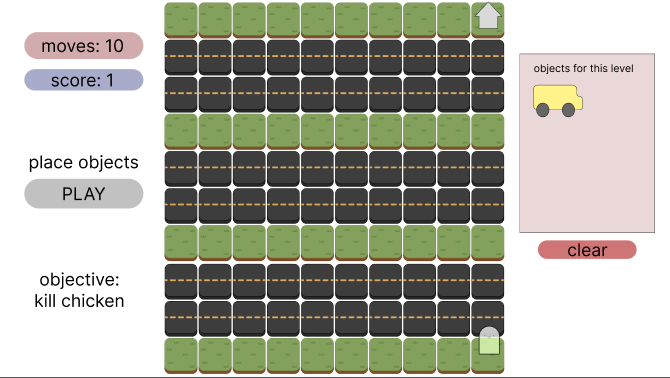 moves: 10
score: 1
place objects
PLAY
objective:
kill chicken
objects for this level
clear